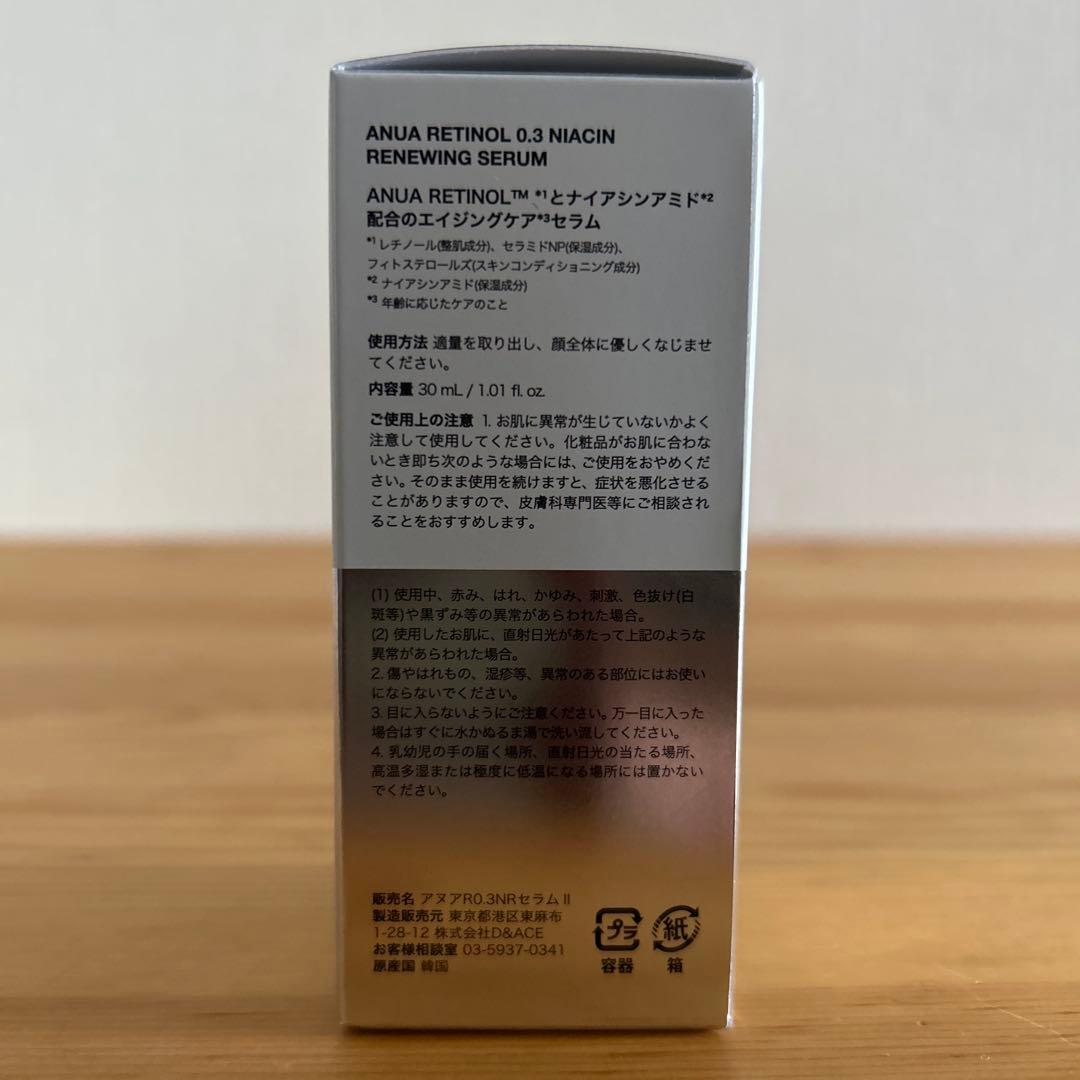 ANUA RETINOL 0.3 NIACIN
RENEWING SERUM
ANUA RETINOL™ *1とナイアシンアミド*2
配合のエイジングケア*3セラム
*1 レチノール(整肌成分)、セラミドNP(保湿成分)、
フィトステロールズ(スキンコンディショニング成分)
*2 ナイアシンアミド(保湿成分)
*3 年齢に応じたケアのこと
使用方法 適量を取り出し、顔全体に優しくなじませ
てください。
内容量 30 mL / 1.01 fl. oz.
ご使用上の注意 1. お肌に異常が生じていないかよく
注意して使用してください。化粧品がお肌に合わな
いとき即ち次のような場合には、ご使用をおやめくだ
さい。そのまま使用を続けますと、症状を悪化させる
ことがありますので、皮膚科専門医等にご相談され
ることをおすすめします。
(1) 使用中、赤み、はれ、かゆみ、刺激、色抜け(白
斑等)や黒ずみ等の異常があらわれた場合。
(2) 使用したお肌に、直射日光があたって上記のような
異常があらわれた場合。
2. 傷やはれもの、湿疹等、異常のある部位にはお使い
にならないでください。
3. 目に入らないようにご注意ください。万一目に入った
場合はすぐに水かぬるま湯で洗い流してください。
4. 乳幼児の手の届く場所、直射日光の当たる場所、
高温多湿または極度に低温になる場所には置かない
でください。
販売名 アヌアR0.3NRセラム II
製造販売元 東京都港区東麻布
1-28-12 株式会社D&ACE
お客様相談室 03-5937-0341
原産国 韓国
プラ 紙
容器 箱